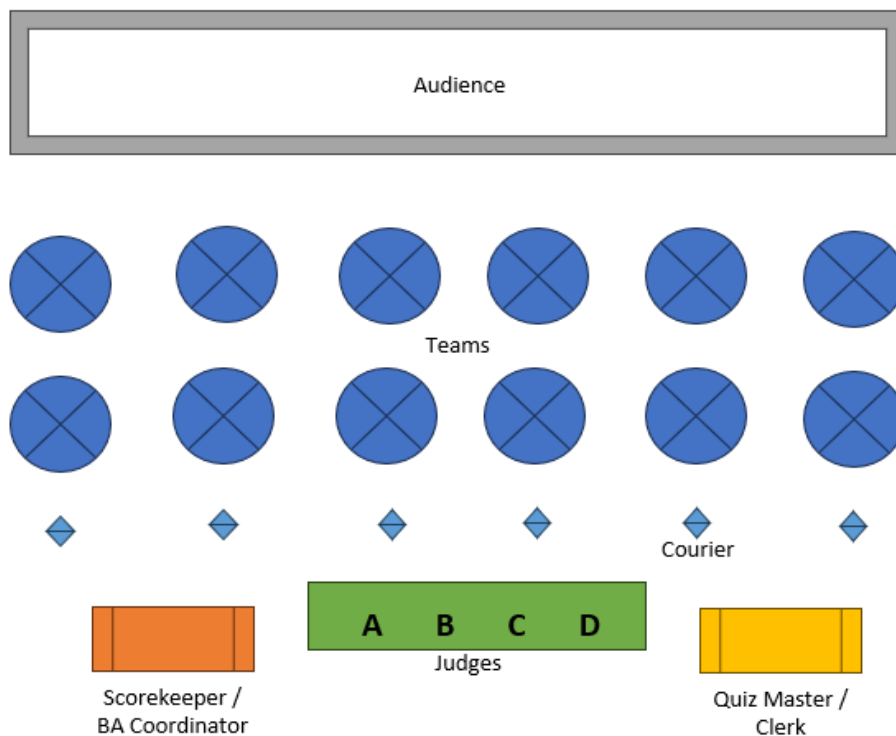 Audience
Teams
Courier
A B C D
Judges
Scorekeeper /
BA Coordinator
Quiz Master /
Clerk